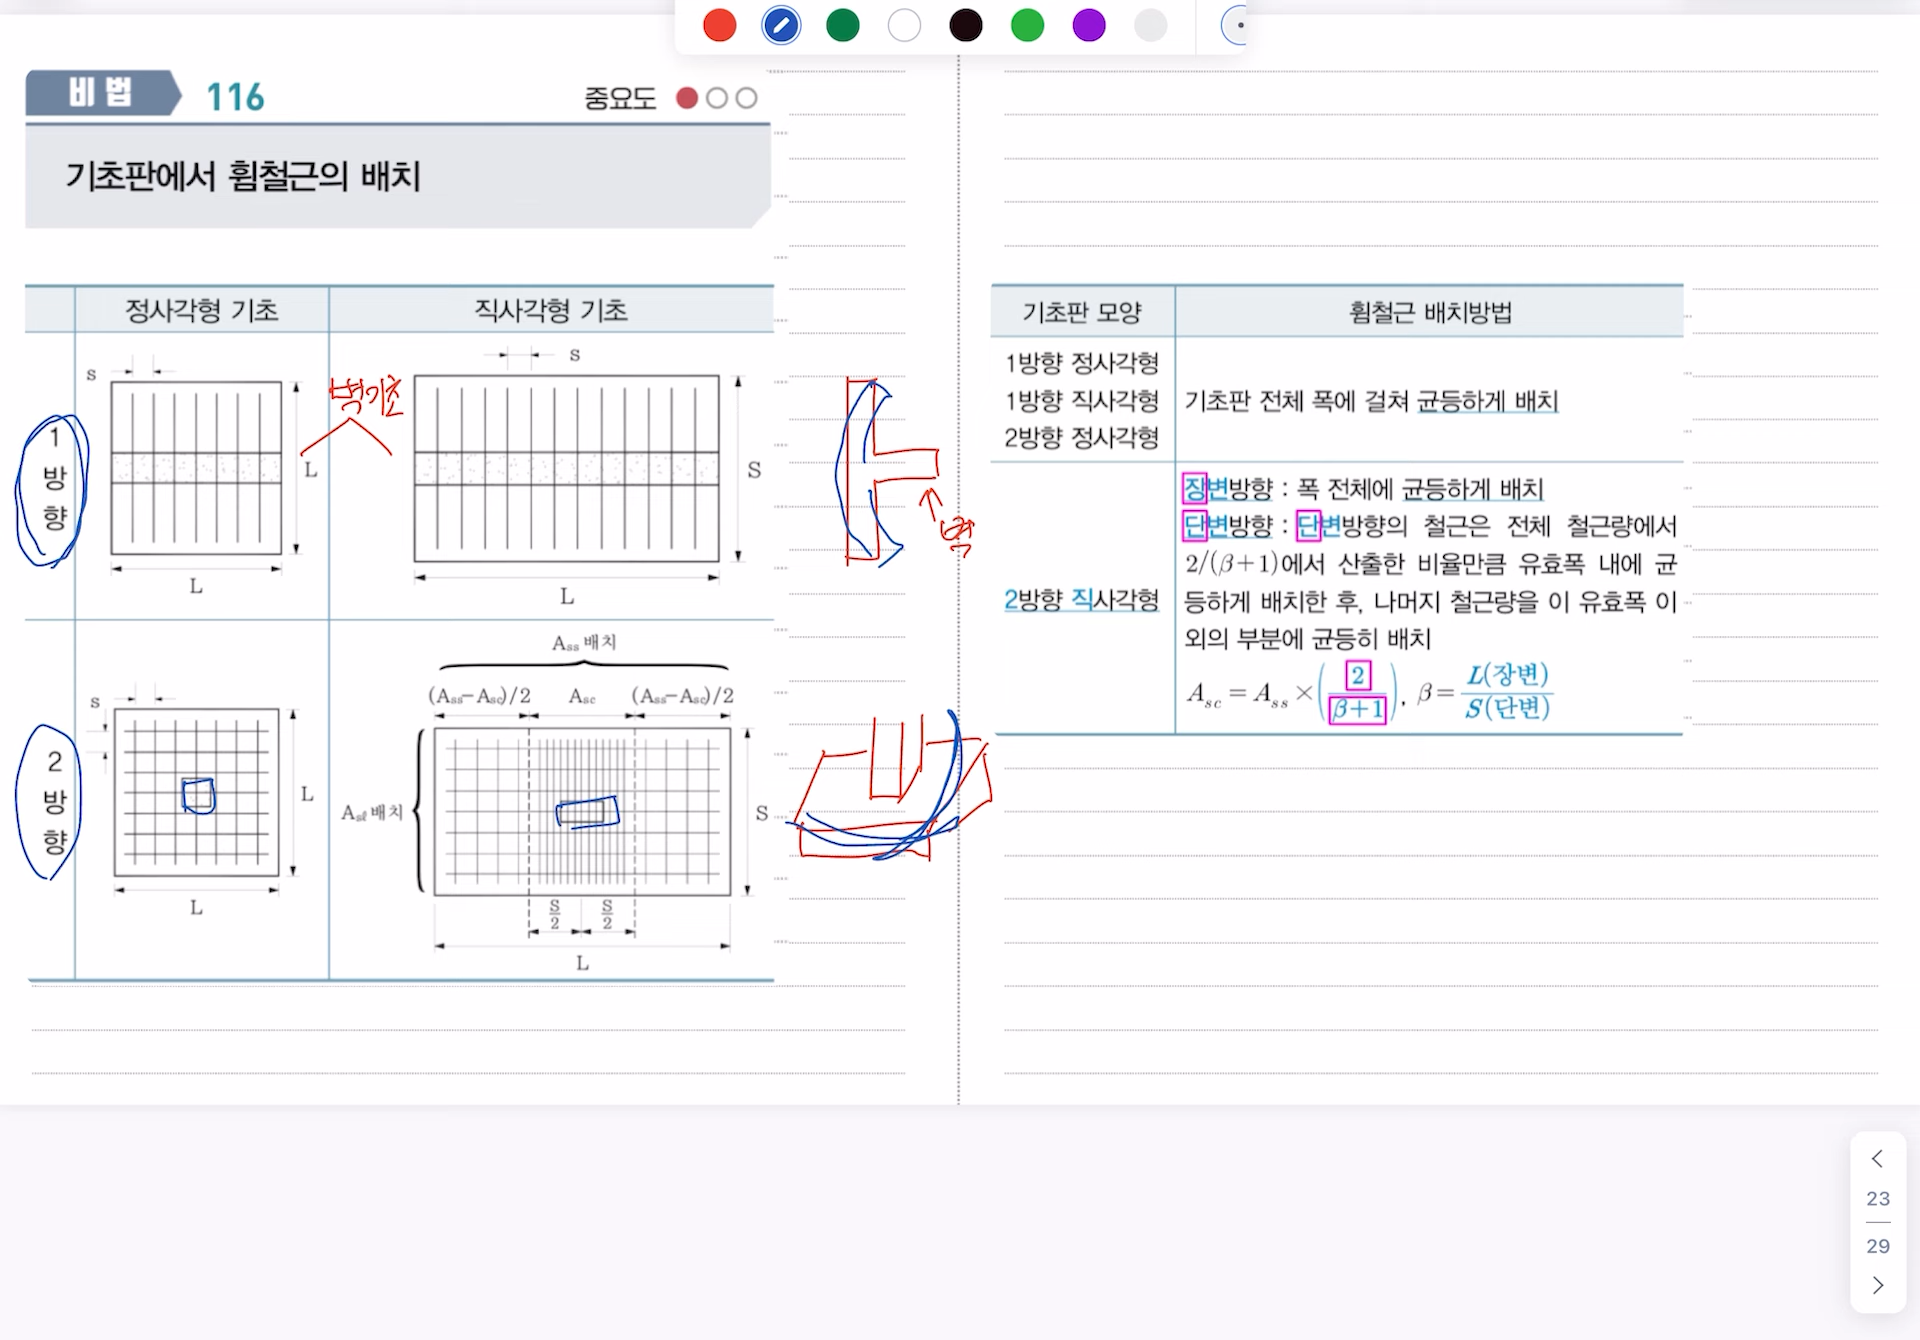 비법 116
중요도
기초판에서 휨철근의 배치
정사각형 기초
직사각형 기초
1방향
s
L
L
벽기초
s
S
L
벽
2방향
s
L
L
Ass 배치
(Ass−Asc)/2 Asc (Ass−Asc)/2
Asℓ 배치
S
S/2 S/2
L
기초판 모양
휨철근 배치방법
1방향 정사각형
1방향 직사각형
2방향 정사각형
기초판 전체 폭에 걸쳐 균등하게 배치
2방향 직사각형
장변방향 : 폭 전체에 균등하게 배치
단변방향 : 단변방향의 철근은 전체 철근량에서
2/(β+1)에서 산출한 비율만큼 유효폭 내에 균
등하게 배치한 후, 나머지 철근량을 이 유효폭 이
외의 부분에 균등히 배치
Asc = Ass × (2/(β+1)), β = L(장변)/S(단변)
23
29